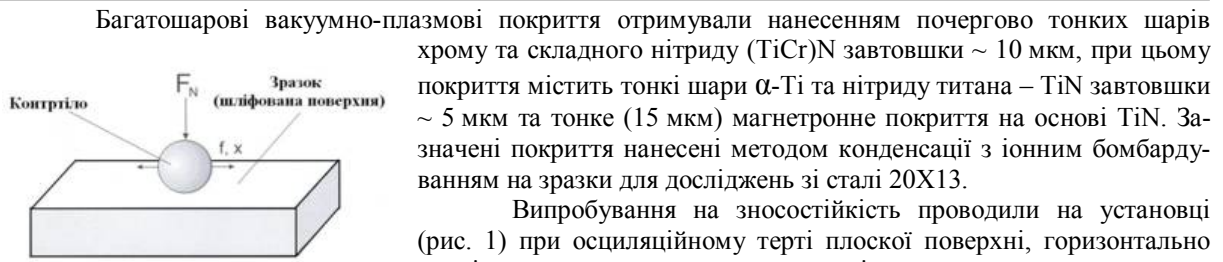 Багатошарові вакуумно-плазмові покриття отримували нанесенням почергово тонких шарів
хрому та складного нітриду (TiCr)N завтовшки ~ 10 мкм, при цьому
покриття містить тонкі шари α-Ti та нітриду титана – TiN завтовшки
~ 5 мкм та тонке (15 мкм) магнетронне покриття на основі TiN. За-
значені покриття нанесені методом конденсації з іонним бомбарду-
ванням на зразки для досліджень зі сталі 20Х13.
Випробування на зносостійкість проводили на установці
(рис. 1) при осциляційному терті плоскої поверхні, горизонтально
Контртіло
F_N
Зразок
(шліфована поверхня)
f, x